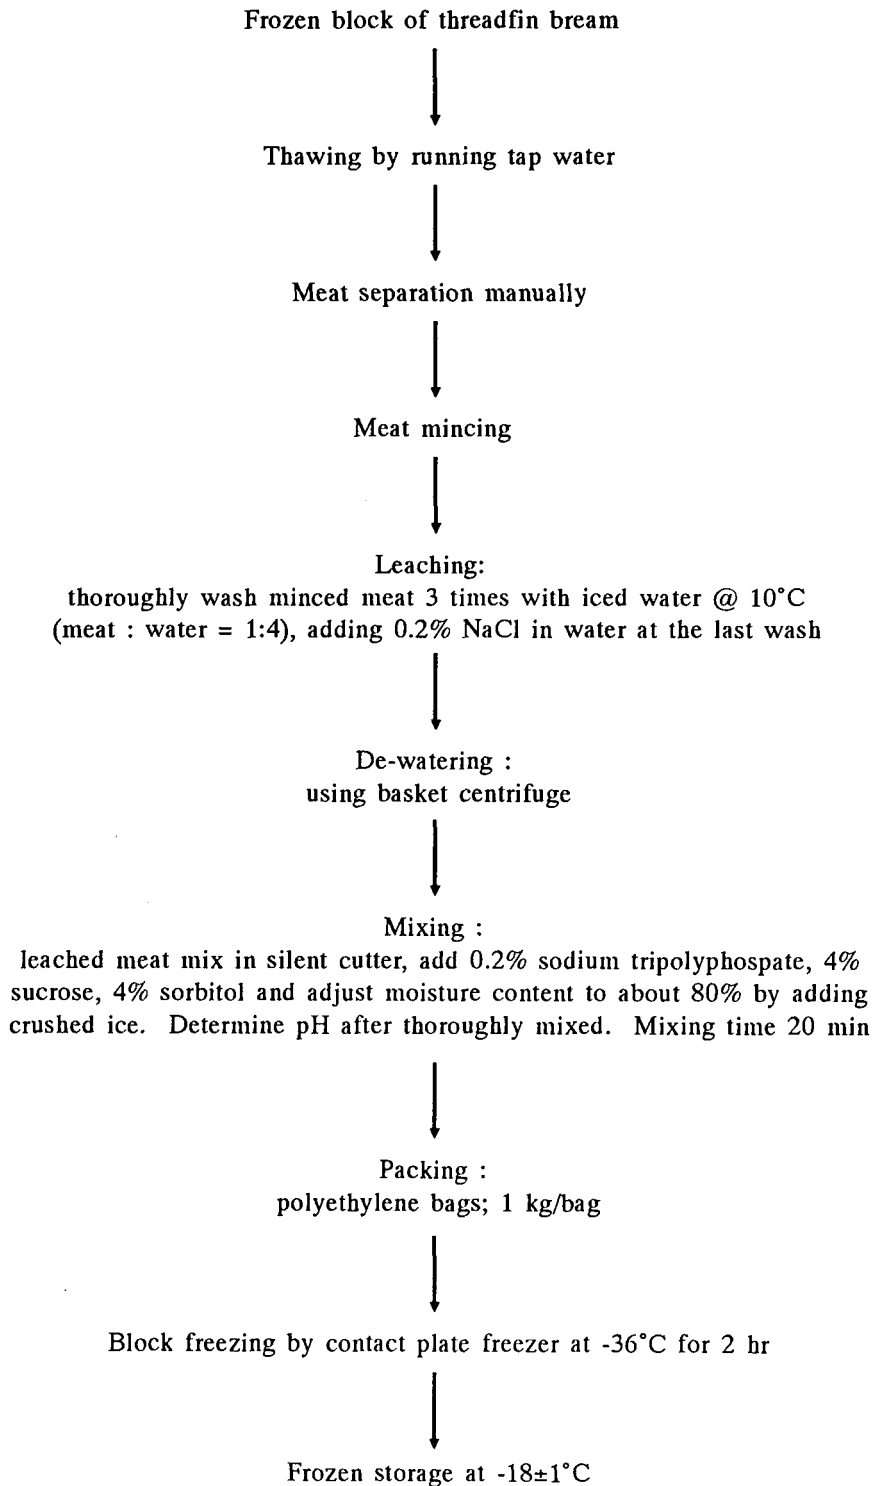 Frozen block of threadfin bream
Thawing by running tap water
Meat separation manually
Meat mincing
Leaching:
thoroughly wash minced meat 3 times with iced water @ 10°C
(meat : water = 1:4), adding 0.2% NaCl in water at the last wash
De-watering :
using basket centrifuge
Mixing :
leached meat mix in silent cutter, add 0.2% sodium tripolyphospate, 4%
sucrose, 4% sorbitol and adjust moisture content to about 80% by adding
crushed ice. Determine pH after thoroughly mixed. Mixing time 20 min
Packing :
polyethylene bags; 1 kg/bag
Block freezing by contact plate freezer at -36°C for 2 hr
Frozen storage at -18±1°C